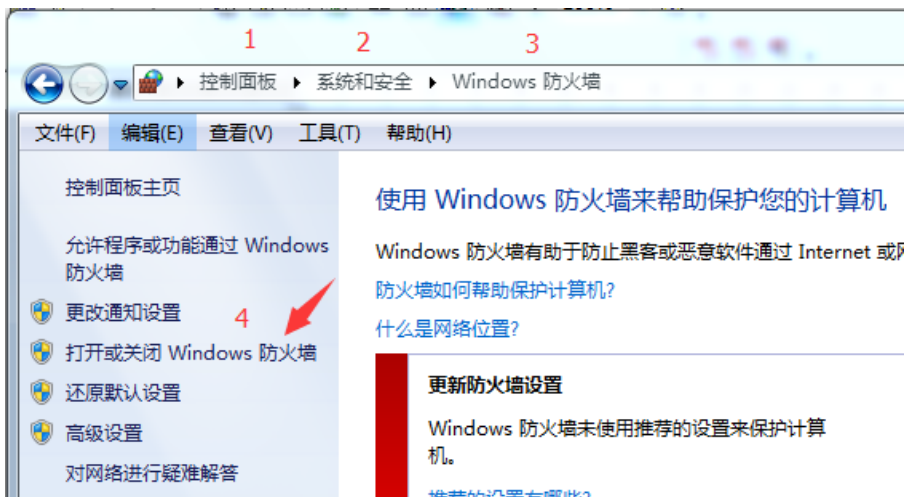 1 2 3
控制面板 系统和安全 Windows 防火墙
文件(F) 编辑(E) 查看(V) 工具(T) 帮助(H)
控制面板主页
允许程序或功能通过 Windows
防火墙
更改通知设置
4
打开或关闭 Windows 防火墙
还原默认设置
高级设置
对网络进行疑难解答
使用 Windows 防火墙来帮助保护您的计算机
Windows 防火墙有助于防止黑客或恶意软件通过 Internet 或
防火墙如何帮助保护计算机?
什么是网络位置?
更新防火墙设置
Windows 防火墙未使用推荐的设置来保护计算
机。
推荐的设置有哪些?